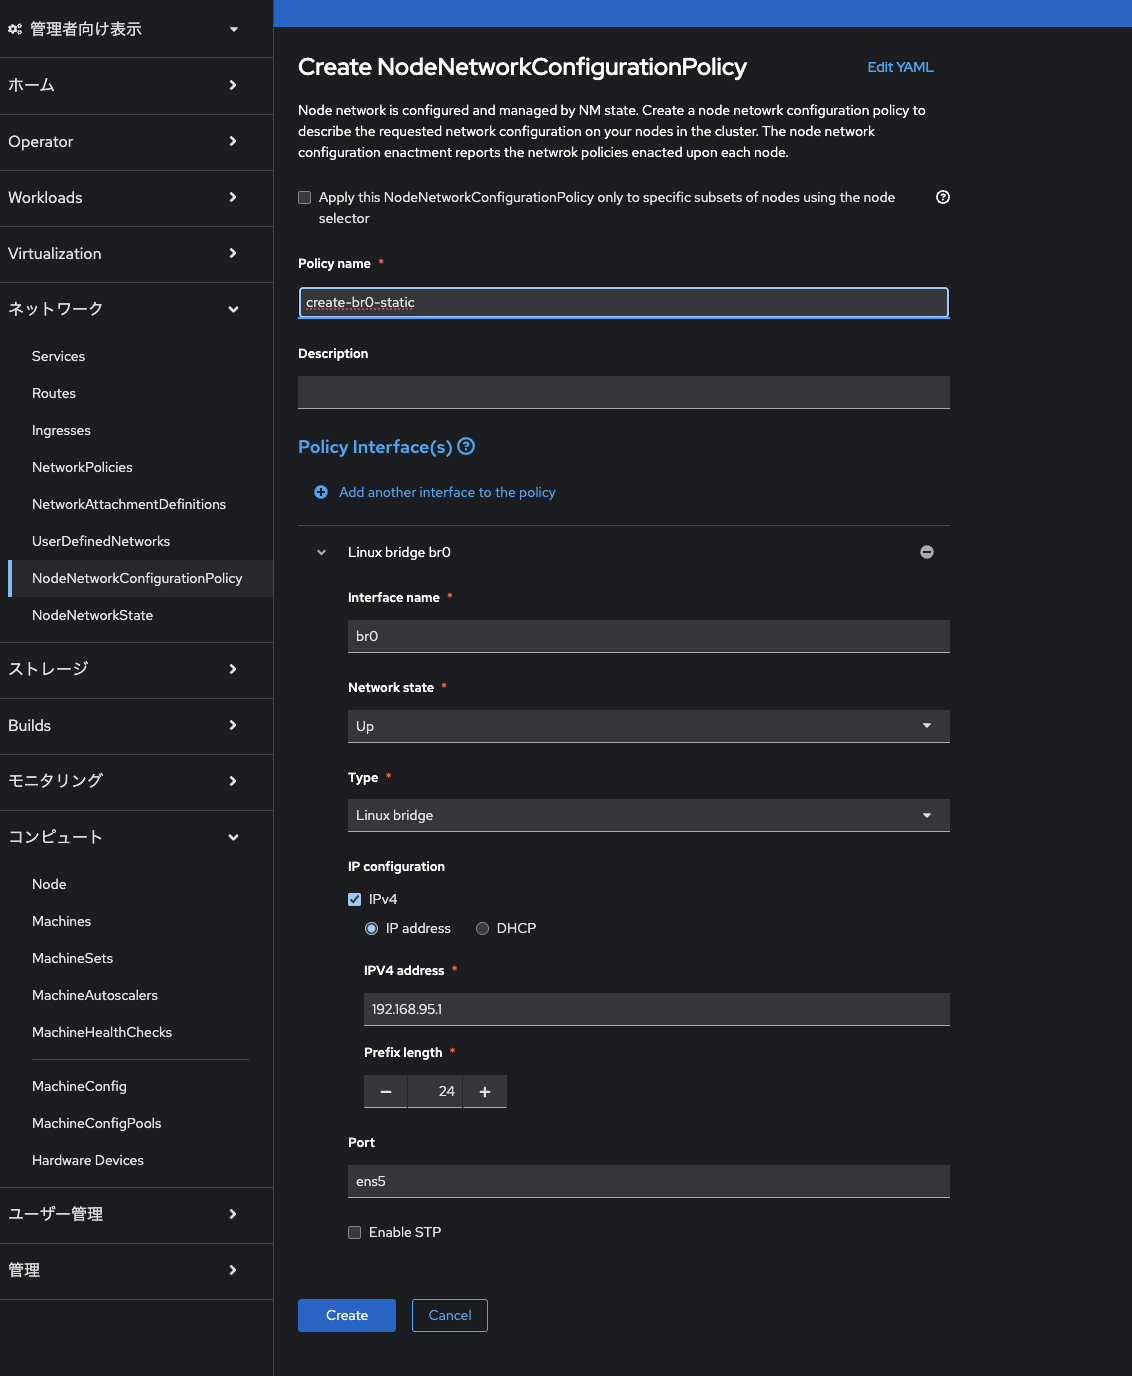 管理者向け表示
ホーム
Operator
Workloads
Virtualization
ネットワーク
Services
Routes
Ingresses
NetworkPolicies
NetworkAttachmentDefinitions
UserDefinedNetworks
NodeNetworkConfigurationPolicy
NodeNetworkState
ストレージ
Builds
モニタリング
コンピュート
Node
Machines
MachineSets
MachineAutoscalers
MachineHealthChecks
MachineConfig
MachineConfigPools
Hardware Devices
ユーザー管理
管理
Create NodeNetworkConfigurationPolicy
Edit YAML
Node network is configured and managed by NM state. Create a node netowrk configuration policy to
describe the requested network configuration on your nodes in the cluster. The node network
configuration enactment reports the netwrok policies enacted upon each node.
Apply this NodeNetworkConfigurationPolicy only to specific subsets of nodes using the node
selector
Policy name *
create-br0-static
Description
Policy Interface(s)
Add another interface to the policy
Linux bridge br0
Interface name *
br0
Network state *
Up
Type *
Linux bridge
IP configuration
IPv4
IP address DHCP
IPV4 address *
192.168.95.1
Prefix length *
24
Port
ens5
Enable STP
Create Cancel